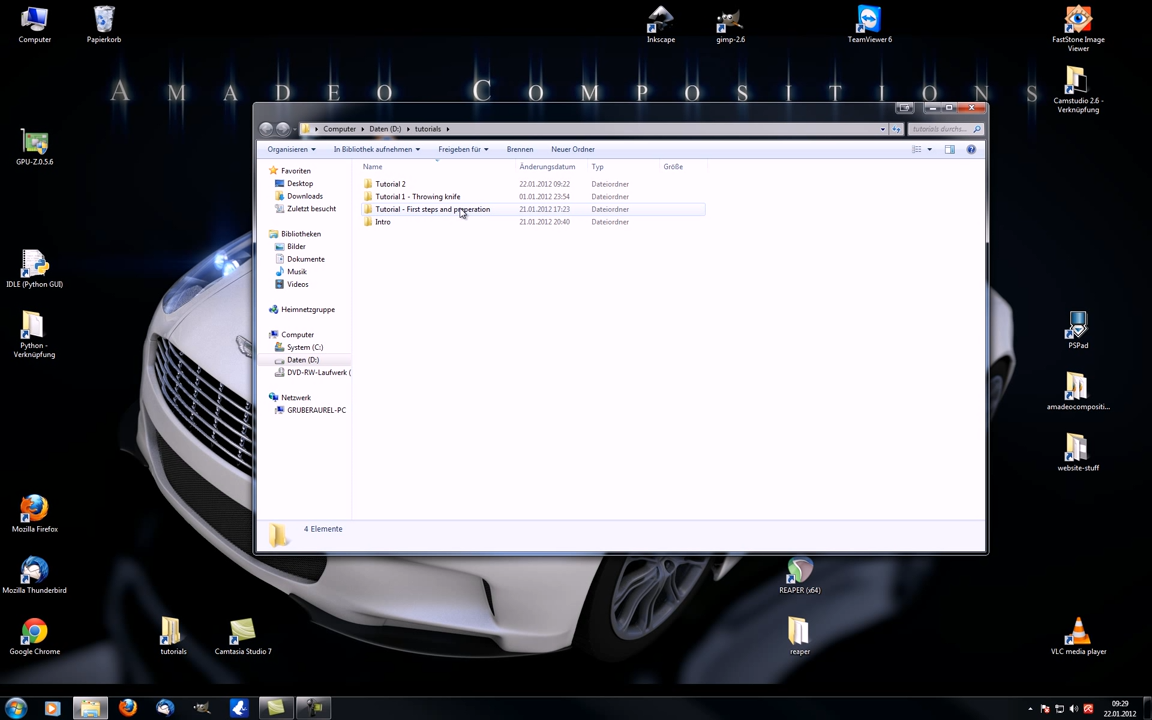 Computer
Papierkorb
Inkscape
gimp-2.6
TeamViewer 6
FastStone Image
Viewer
AMADEO COMPOSITIONS
Camstudio 2.6 -
Verknüpfung
GPU-Z.0.5.6
IDLE (Python GUI)
Python -
Verknüpfung
Computer
Daten (D:)
tutorials
tutorials durchs...
Organisieren
In Bibliothek aufnehmen
Freigeben für
Brennen
Neuer Ordner
Name
Änderungsdatum
Typ
Größe
Favoriten
Desktop
Downloads
Zuletzt besucht
Bibliotheken
Bilder
Dokumente
Musik
Videos
Heimnetzgruppe
Computer
System (C:)
Daten (D:)
DVD-RW-Laufwerk (
Netzwerk
GRUBERAUREL-PC
Tutorial 2 22.01.2012 09:22 Dateiordner
Tutorial 1 - Throwing knife 01.01.2012 23:54 Dateiordner
Tutorial - First steps and preperation 21.01.2012 17:23 Dateiordner
Intro 21.01.2012 20:40 Dateiordner
4 Elemente
PSPad
amadeocompositi...
website-stuff
Mozilla Firefox
Mozilla Thunderbird
Google Chrome
tutorials
Camtasia Studio 7
REAPER (x64)
reaper
VLC media player
09:29
22.01.2012